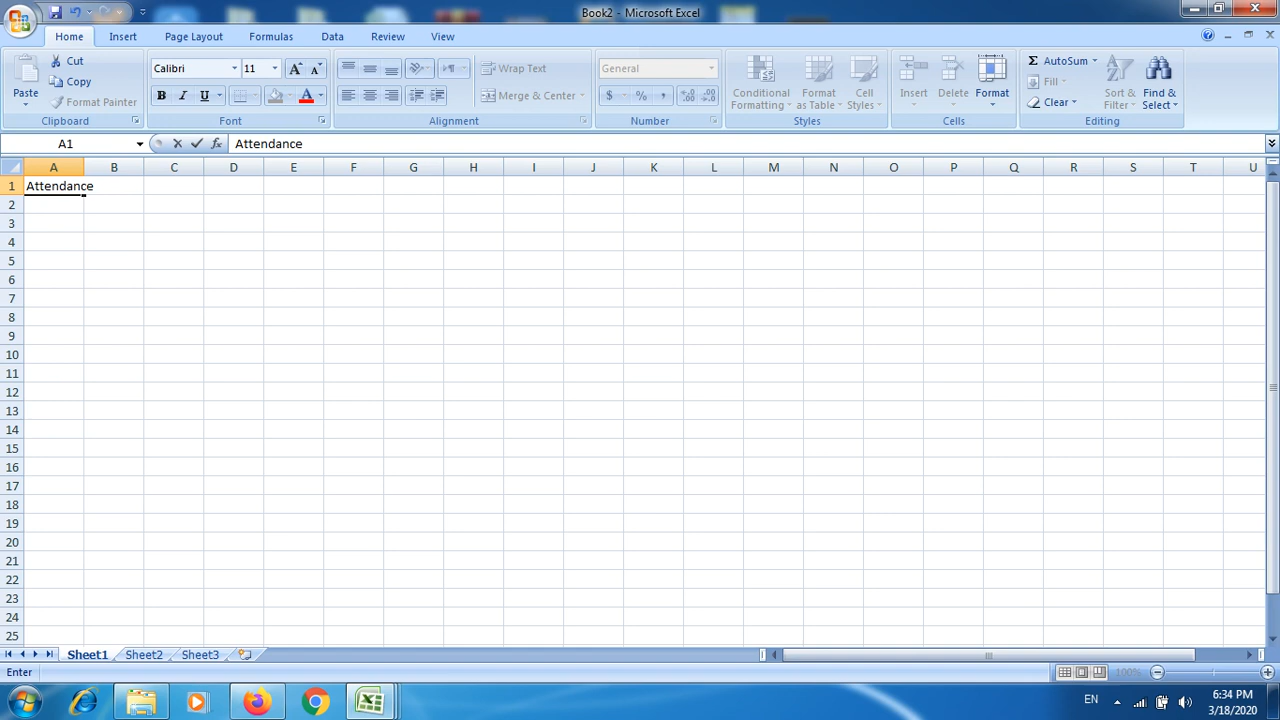 Book2 - Microsoft Excel
Home Insert Page Layout Formulas Data Review View
Paste Cut Copy Format Painter Clipboard
Calibri 11 B I U A Font
Wrap Text Merge & Center Alignment
General $ % , Number
Conditional Formatting Format as Table Cell Styles Styles
Insert Delete Format Cells
Σ AutoSum Fill Clear Sort & Filter Find & Select Editing
A1 fx Attendance
A B C D E F G H I J K L M N O P Q R S T U
1 Attendance
2
3
4
5
6
7
8
9
10
11
12
13
14
15
16
17
18
19
20
21
22
23
24
25
Sheet1 Sheet2 Sheet3
Enter 100%
EN 6:34 PM
3/18/2020